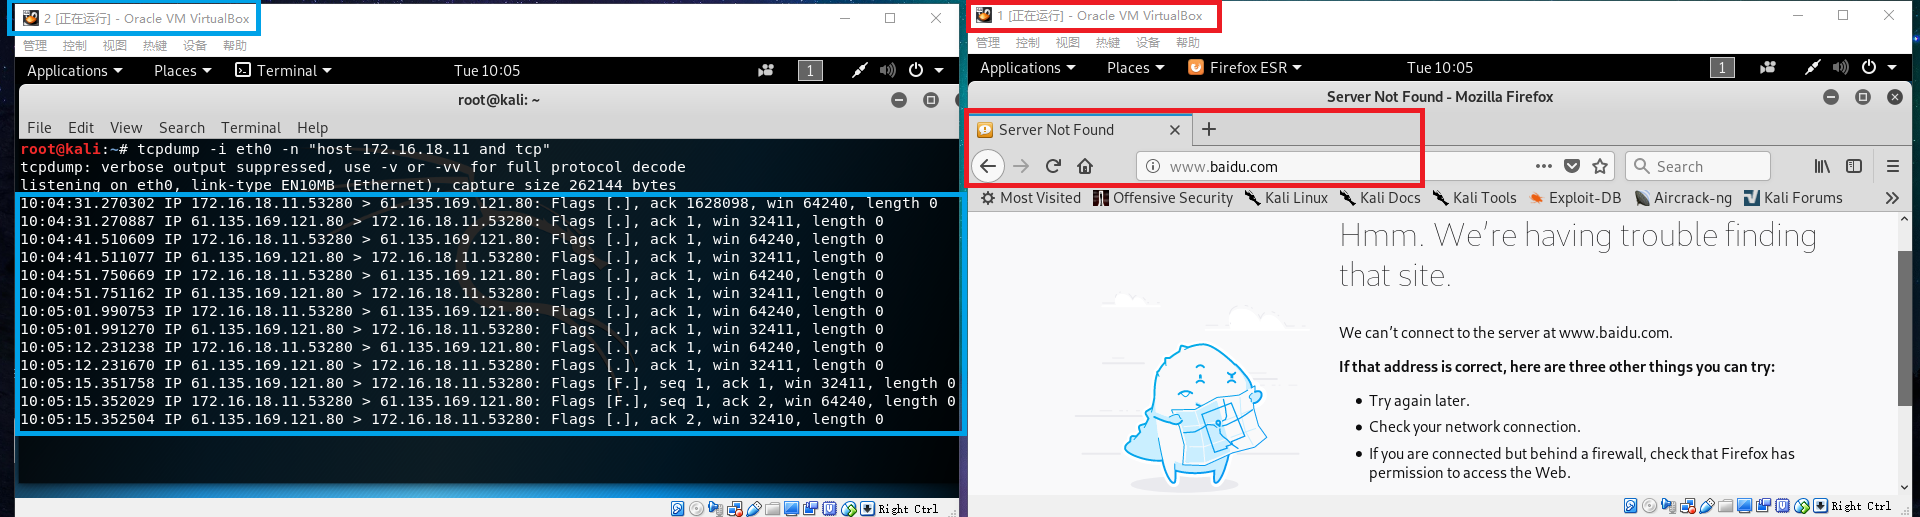 2 [正在运行] - Oracle VM VirtualBox
管理 控制 视图 热键 设备 帮助
Applications Places Terminal Tue 10:05 1
root@kali: ~
File Edit View Search Terminal Help
root@kali:~# tcpdump -i eth0 -n "host 172.16.18.11 and tcp"
tcpdump: verbose output suppressed, use -v or -vv for full protocol decode
listening on eth0, link-type EN10MB (Ethernet), capture size 262144 bytes
10:04:31.270302 IP 172.16.18.11.53280 > 61.135.169.121.80: Flags [.], ack 1628098, win 64240, length 0
10:04:31.270887 IP 61.135.169.121.80 > 172.16.18.11.53280: Flags [.], ack 1, win 32411, length 0
10:04:41.510609 IP 172.16.18.11.53280 > 61.135.169.121.80: Flags [.], ack 1, win 64240, length 0
10:04:41.511077 IP 61.135.169.121.80 > 172.16.18.11.53280: Flags [.], ack 1, win 32411, length 0
10:04:51.750669 IP 172.16.18.11.53280 > 61.135.169.121.80: Flags [.], ack 1, win 64240, length 0
10:04:51.751162 IP 61.135.169.121.80 > 172.16.18.11.53280: Flags [.], ack 1, win 32411, length 0
10:05:01.990753 IP 172.16.18.11.53280 > 61.135.169.121.80: Flags [.], ack 1, win 64240, length 0
10:05:01.991270 IP 61.135.169.121.80 > 172.16.18.11.53280: Flags [.], ack 1, win 32411, length 0
10:05:12.231238 IP 172.16.18.11.53280 > 61.135.169.121.80: Flags [.], ack 1, win 64240, length 0
10:05:12.231670 IP 61.135.169.121.80 > 172.16.18.11.53280: Flags [.], ack 1, win 32411, length 0
10:05:15.351758 IP 61.135.169.121.80 > 172.16.18.11.53280: Flags [F.], seq 1, ack 1, win 32411, length 0
10:05:15.352029 IP 172.16.18.11.53280 > 61.135.169.121.80: Flags [F.], seq 1, ack 2, win 64240, length 0
10:05:15.352504 IP 61.135.169.121.80 > 172.16.18.11.53280: Flags [.], ack 2, win 32410, length 0
Right Ctrl
1 [正在运行] - Oracle VM VirtualBox
管理 控制 视图 热键 设备 帮助
Applications Places Firefox ESR Tue 10:05 1
Server Not Found - Mozilla Firefox
Server Not Found
www.baidu.com Search
Most Visited Offensive Security Kali Linux Kali Docs Kali Tools Exploit-DB Aircrack-ng Kali Forums
Hmm. We're having trouble finding
that site.
We can't connect to the server at www.baidu.com.
If that address is correct, here are three other things you can try:
• Try again later.
• Check your network connection.
• If you are connected but behind a firewall, check that Firefox has
permission to access the Web.
Right Ctrl